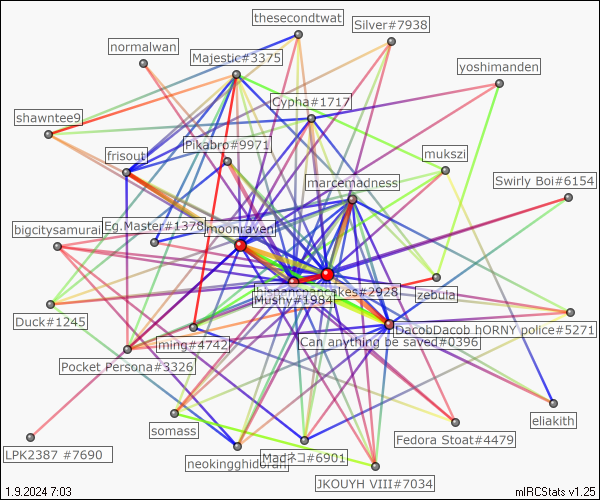 thesecondtwat
Silver#7938
normalwan
Majestic#3375
yoshimanden
Cypha#1717
shawntee9
Pikabro#9971
frisout
mukszi
marcemadness
Swirly Boi#6154
bigcitysamurai
Eg.Master#1378
moonraven
hispanicpancakes#2928
Mushy#1984
zebula
Duck#1245
DacobDacob hORNY police#5271
ming#4742
Can anything be saved#0396
Pocket Persona#3326
eliakith
somass
Fedora Stoat#4479
LPK2387 #7690
neokingghidorah
Madネコ#6901
JKOUYH VIII#7034
1.9.2024 7:03
mIRCStats v1.25